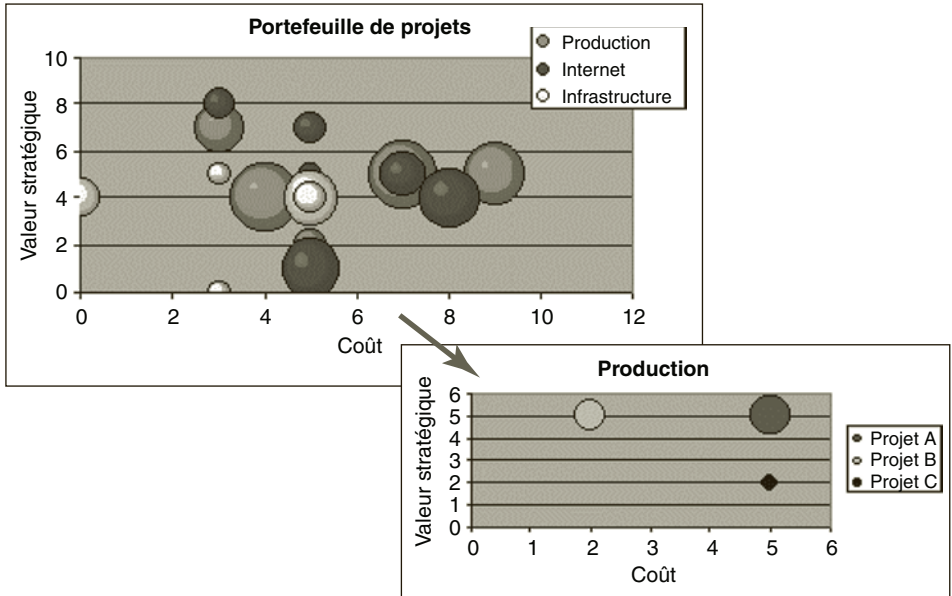 Portefeuille de projets
Production
Internet
Infrastructure
Valeur stratégique
10
8
6
4
2
0
0 2 4 6 8 10 12
Coût
Production
Valeur stratégique
6
5
4
3
2
1
0
0 1 2 3 4 5 6
Coût
Projet A
Projet B
Projet C